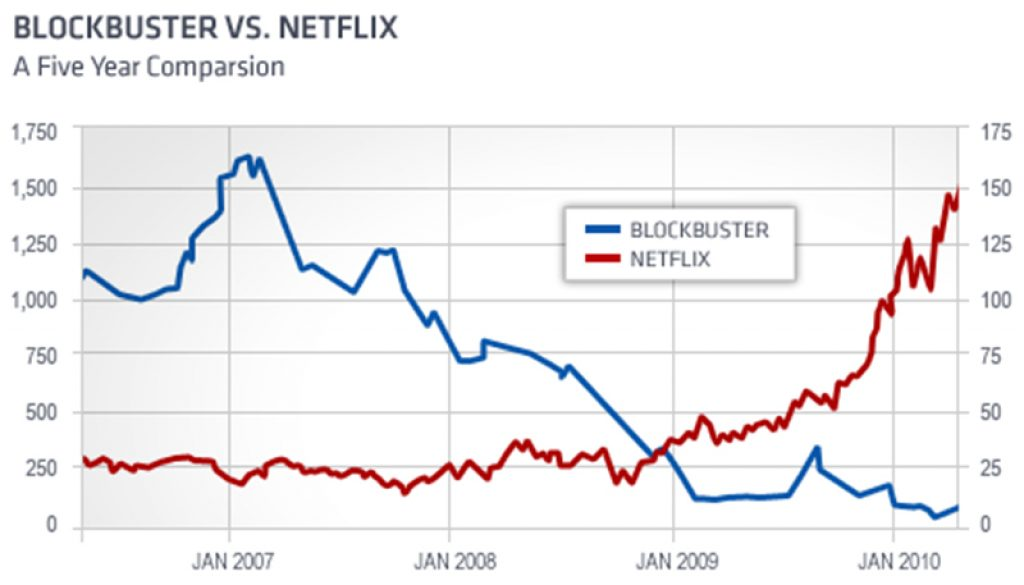 BLOCKBUSTER VS. NETFLIX
A Five Year Comparsion
1,750 175
1,500 150
1,250 125
1,000 100
750 75
500 50
250 25
0 0
BLOCKBUSTER
NETFLIX
JAN 2007 JAN 2008 JAN 2009 JAN 2010